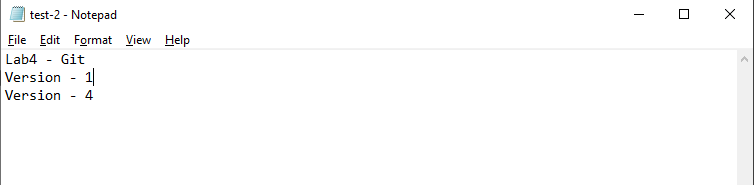 test-2 - Notepad
File Edit Format View Help
Lab4 - Git
Version - 1
Version - 4